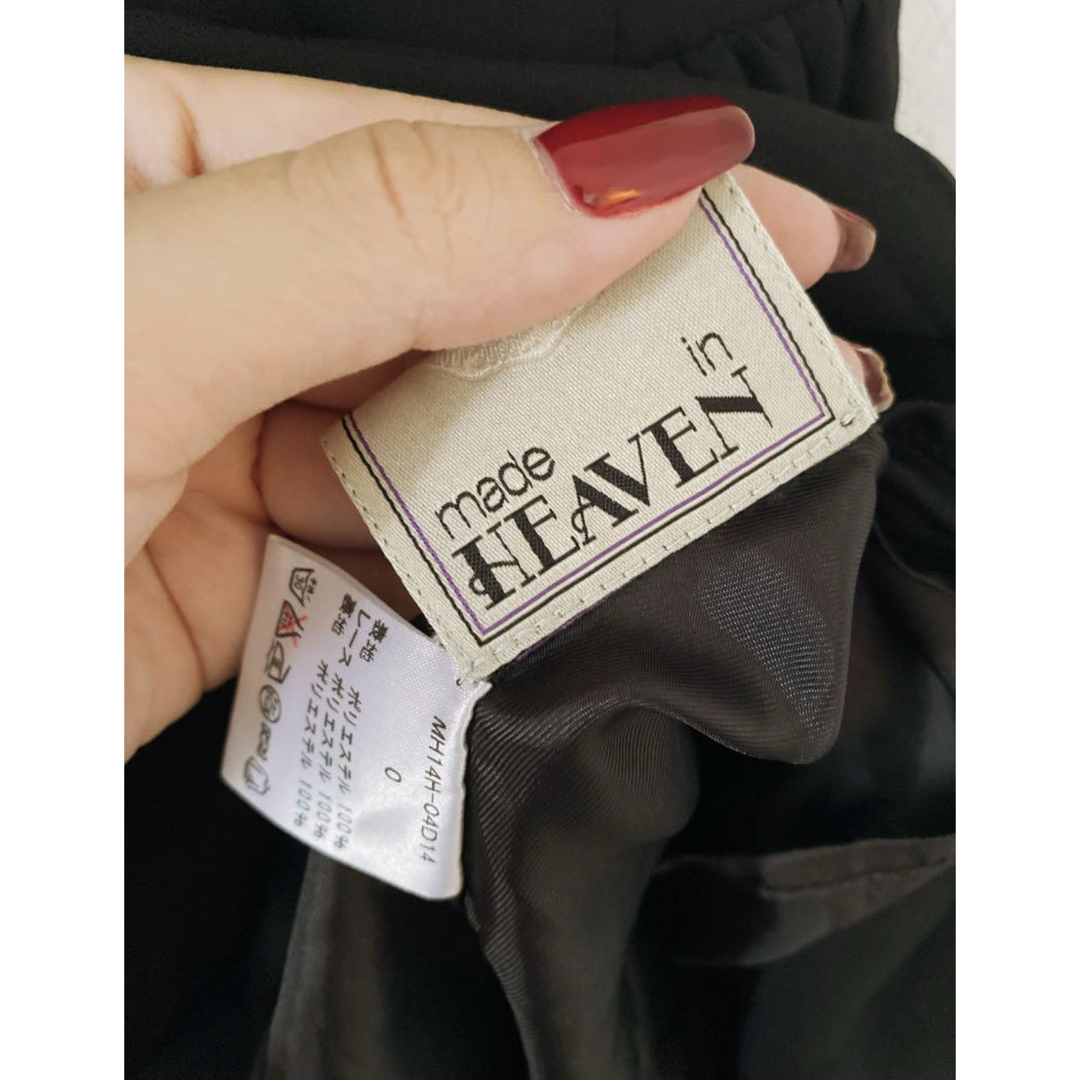 made in
HEAVEN
MH14H-04D14
0
表地 ポリエステル 100%
レース ポリエステル 100%
裏地 ポリエステル 100%
30